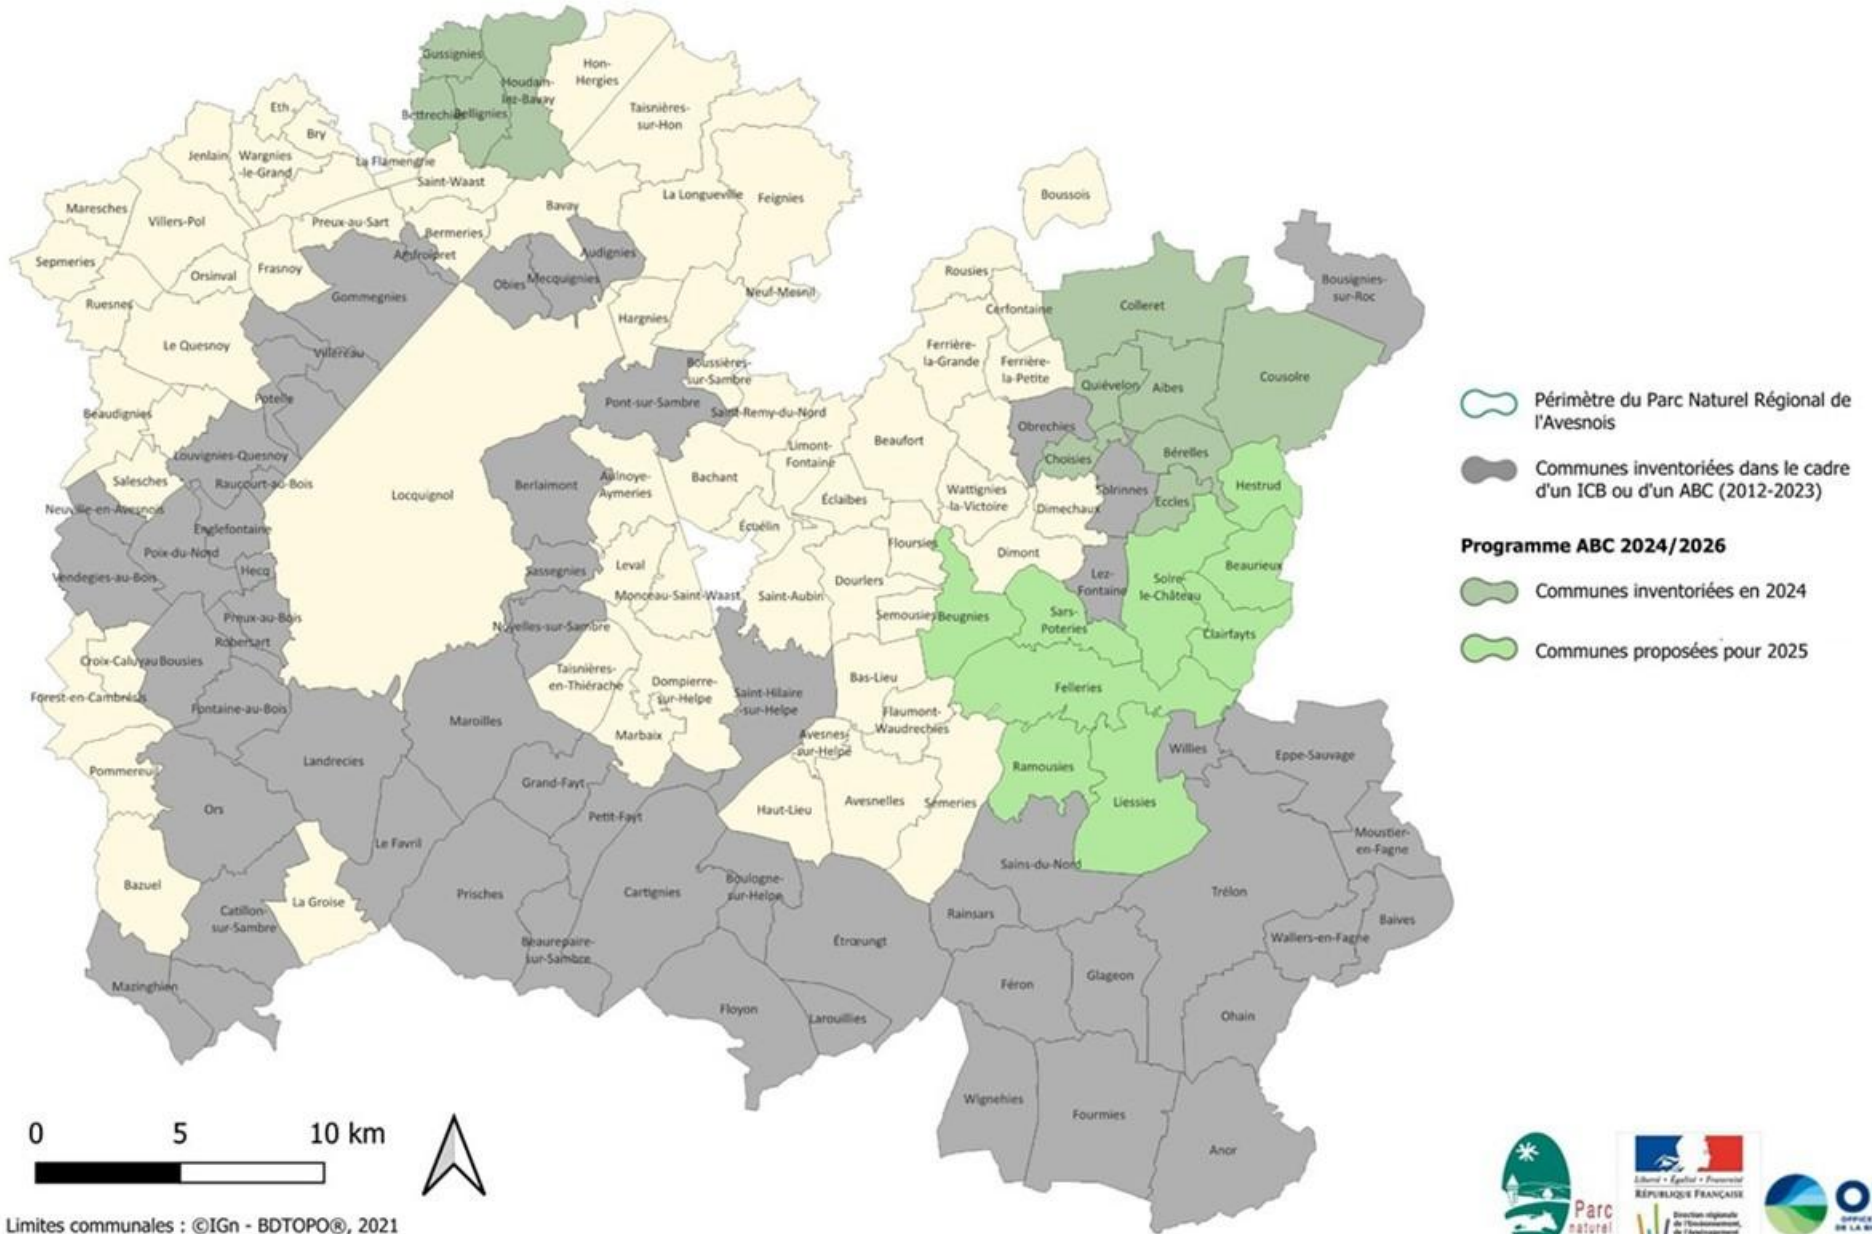 Gussignies
Houdain-
lez-Bavay
Hon-
Hergies
Bettrechies
Bellignies
Taisnières-
sur-Hon
Eth
Bry
Jenlain
Wargnies
-le-Grand
La Flamengrie
Saint-Waast
Maresches
Villers-Pol
Preux-au-Sart
Bermeries
Bavay
La Longueville
Feignies
Boussois
Sepmeries
Orsinval
Frasnoy
Amfroipret
Audignies
Obies
Mecquignies
Gommegnies
Ruesnes
Hargnies
Neuf-Mesnil
Rousies
Cerfontaine
Colleret
Bousignies-
sur-Roc
Le Quesnoy
Villereau
Boussières-
sur-Sambre
Ferrière-
la-Grande
Ferrière-
la-Petite
Quiévelon
Aibes
Cousolre
Potelle
Pont-sur-Sambre
Saint-Remy-du-Nord
Beaudignies
Limont-
Fontaine
Beaufort
Obrechies
Choisies
Bérelles
Louvignies-Quesnoy
Salesches
Raucourt-au-Bois
Locquignol
Berlaimont
Aulnoye-
Aymeries
Bachant
Éclaibes
Wattignies
-la-Victoire
Dimechaux
Solrinnes
Eccles
Hestrud
Neuville-en-Avesnois
Englefontaine
Écuélin
Floursies
Dimont
Poix-du-Nord
Hecq
Vendegies-au-Bois
Sassegnies
Leval
Monceau-Saint-Waast
Saint-Aubin
Dourlers
Lez-
Fontaine
Solre-
le-Château
Beaurieux
Preux-au-Bois
Robersart
Noyelles-sur-Sambre
Semousies
Beugnies
Sars-
Poteries
Clairfayts
Croix-Caluyau
Bousies
Taisnières-
en-Thiérache
Dompierre-
sur-Helpe
Saint-Hilaire
-sur-Helpe
Bas-Lieu
Felleries
Forest-en-Cambrésis
Fontaine-au-Bois
Maroilles
Marbaix
Flaumont-
Waudrechies
Avesnes-
sur-Helpe
Willies
Eppe-Sauvage
Pommereuil
Landrecies
Grand-Fayt
Ramousies
Ors
Petit-Fayt
Haut-Lieu
Avesnelles
Sémeries
Liessies
Le Favril
Moustier-
en-Fagne
Bazuel
La Groise
Prisches
Cartignies
Boulogne-
sur-Helpe
Sains-du-Nord
Trélon
Catillon-
sur-Sambre
Rainsars
Baives
Beaurepaire-
sur-Sambre
Étrœungt
Wallers-en-Fagne
Mazinghien
Féron
Glageon
Floyon
Larouillies
Ohain
Wignehies
Fourmies
Anor
Périmètre du Parc Naturel Régional de
l'Avesnois
Communes inventoriées dans le cadre
d'un ICB ou d'un ABC (2012-2023)
Programme ABC 2024/2026
Communes inventoriées en 2024
Communes proposées pour 2025
0 5 10 km
Limites communales : ©IGn - BDTOPO®, 2021
Parc
naturel
Liberté • Égalité • Fraternité
RÉPUBLIQUE FRANÇAISE
Direction régionale
de l'Environnement,